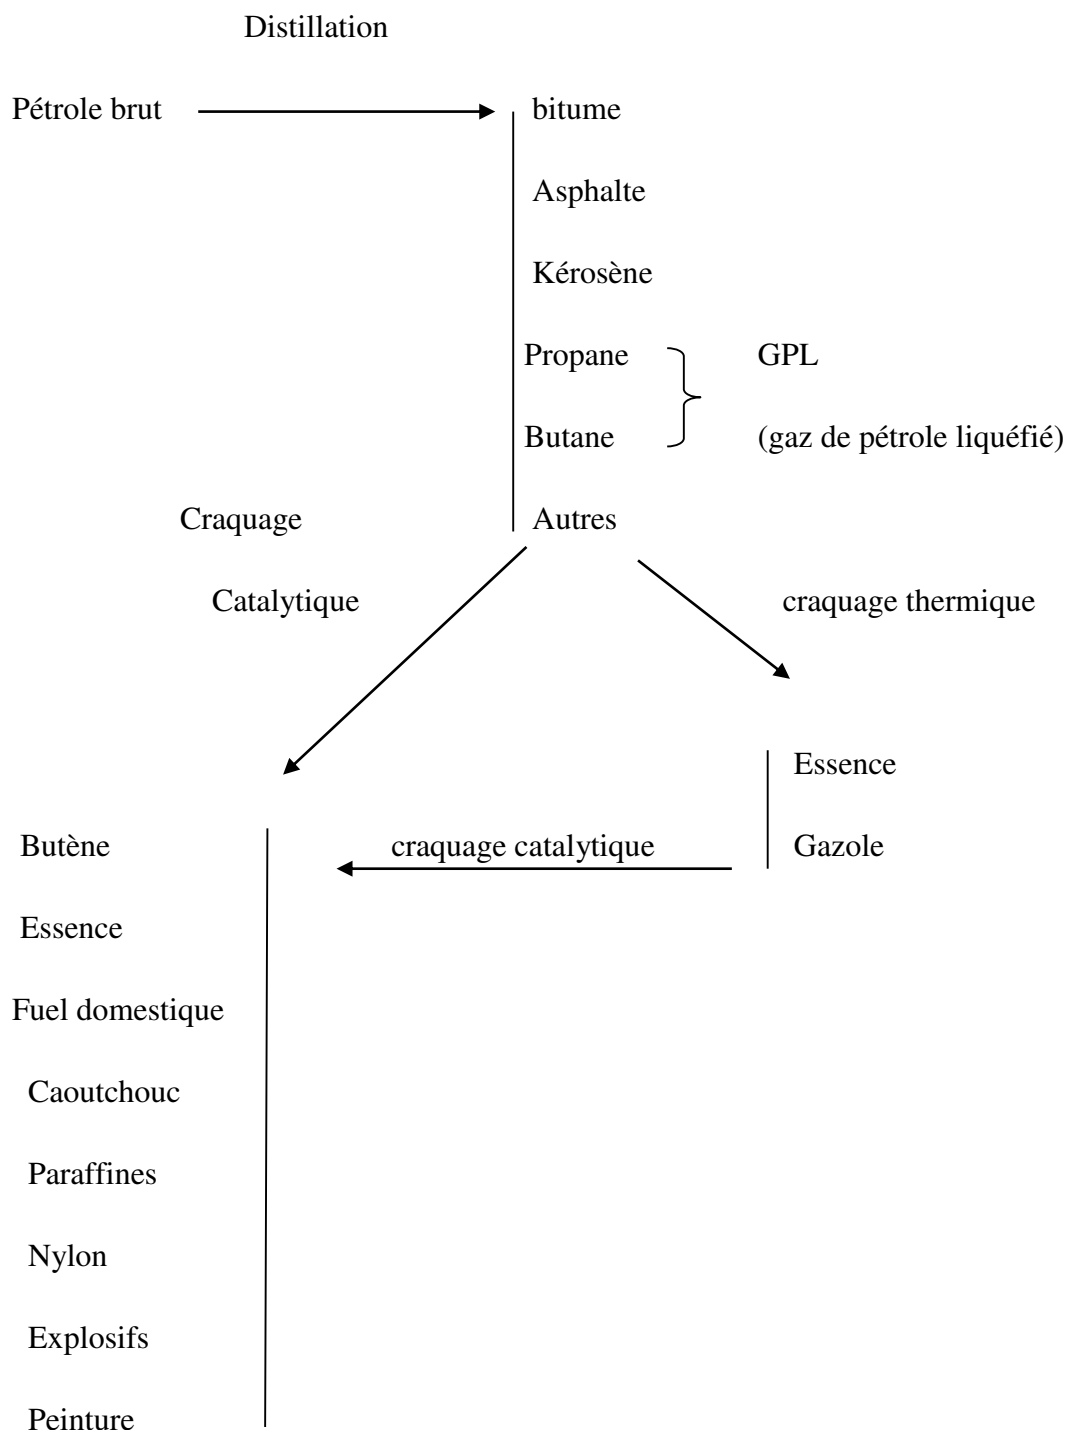 Distillation
Pétrole brut bitume
Asphalte
Kérosène
Propane GPL
Butane (gaz de pétrole liquéfié)
Craquage Autres
Catalytique craquage thermique
Essence
Butène craquage catalytique Gazole
Essence
Fuel domestique
Caoutchouc
Paraffines
Nylon
Explosifs
Peinture